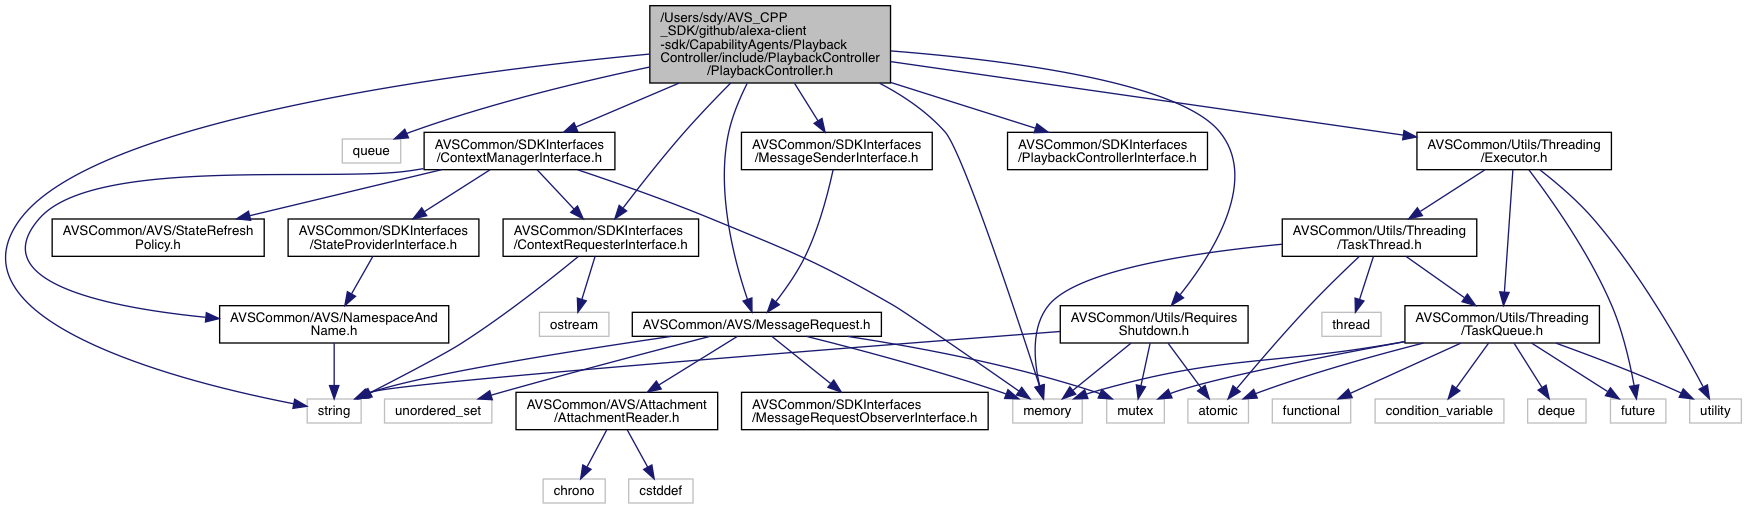 /Users/sdy/AVS_CPP
_SDK/github/alexa-client
-sdk/CapabilityAgents/Playback
Controller/include/PlaybackController
/PlaybackController.h
queue
AVSCommon/SDKInterfaces
/ContextManagerInterface.h
AVSCommon/SDKInterfaces
/MessageSenderInterface.h
AVSCommon/SDKInterfaces
/PlaybackControllerInterface.h
AVSCommon/Utils/Threading
/Executor.h
AVSCommon/AVS/StateRefresh
Policy.h
AVSCommon/SDKInterfaces
/StateProviderInterface.h
AVSCommon/SDKInterfaces
/ContextRequesterInterface.h
AVSCommon/Utils/Threading
/TaskThread.h
AVSCommon/AVS/NamespaceAnd
Name.h
ostream
AVSCommon/AVS/MessageRequest.h
AVSCommon/Utils/Requires
Shutdown.h
thread
AVSCommon/Utils/Threading
/TaskQueue.h
string
unordered_set
AVSCommon/AVS/Attachment
/AttachmentReader.h
AVSCommon/SDKInterfaces
/MessageRequestObserverInterface.h
memory
mutex
atomic
functional
condition_variable
deque
future
utility
chrono
cstddef